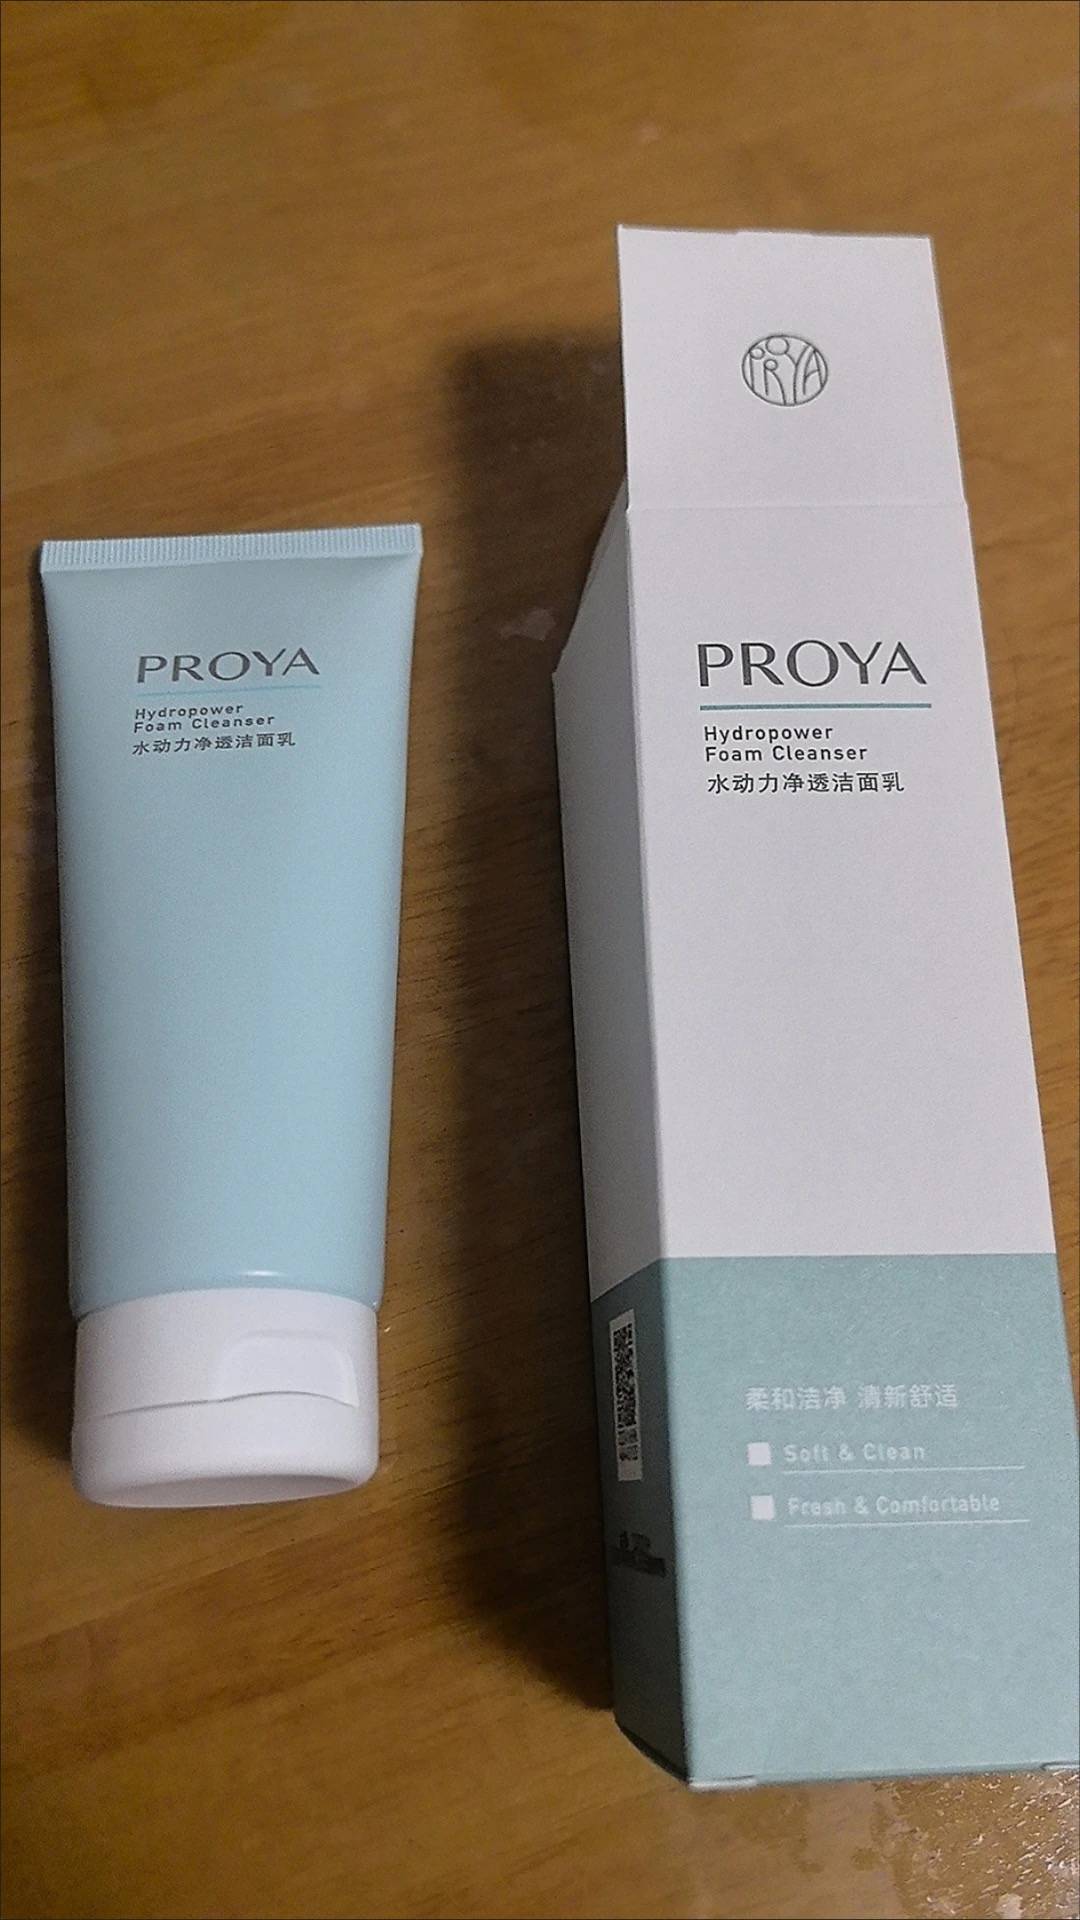 PROYA
Hydropower
Foam Cleanser
水动力净透洁面乳
PROYA
PROYA
Hydropower
Foam Cleanser
水动力净透洁面乳
柔和洁净 清新舒适
Soft & Clean
Fresh & Comfortable